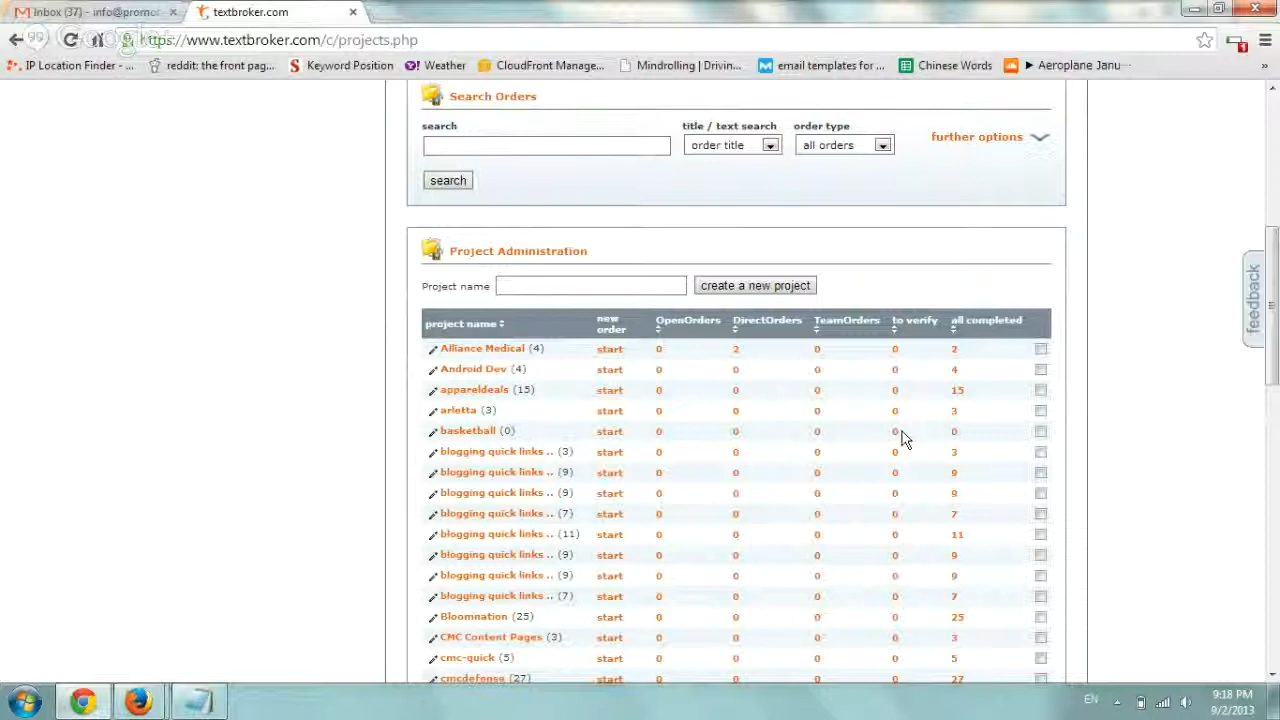 Inbox (37) - info@promo
textbroker.com
https://www.textbroker.com/c/projects.php
IP Location Finder - ...
reddit: the front pag...
Keyword Position
Weather
CloudFront Manage...
Mindrolling | Drivin...
email templates for ...
Chinese Words
► Aeroplane Janu
»
Search Orders
search title / text search order type
order title all orders further options
search
Project Administration
Project name create a new project
project name new order OpenOrders DirectOrders TeamOrders to verify all completed
Alliance Medical (4) start 0 2 0 0 2
Android Dev (4) start 0 0 0 0 4
appareldeals (15) start 0 0 0 0 15
arletta (3) start 0 0 0 0 3
basketball (0) start 0 0 0 0 0
blogging quick links .. (3) start 0 0 0 0 3
blogging quick links .. (9) start 0 0 0 0 9
blogging quick links .. (9) start 0 0 0 0 9
blogging quick links .. (7) start 0 0 0 0 7
blogging quick links .. (11) start 0 0 0 0 11
blogging quick links .. (9) start 0 0 0 0 9
blogging quick links .. (9) start 0 0 0 0 9
blogging quick links .. (7) start 0 0 0 0 7
Bloomnation (25) start 0 0 0 0 25
CMC Content Pages (3) start 0 0 0 0 3
cmc-quick (5) start 0 0 0 0 5
cmcdefense (27) start 0 0 0 0 27
feedback
EN
9:18 PM
9/2/2013